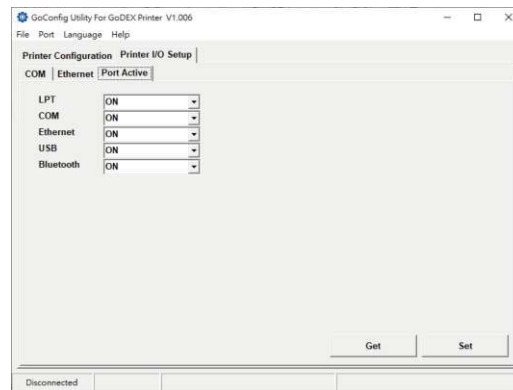 GoConfig Utility For GoDEX Printer V1.006
File Port Language Help
Printer Configuration Printer I/O Setup
COM Ethernet Port Active
LPT ON
COM ON
Ethernet ON
USB ON
Bluetooth ON
Get Set
Disconnected